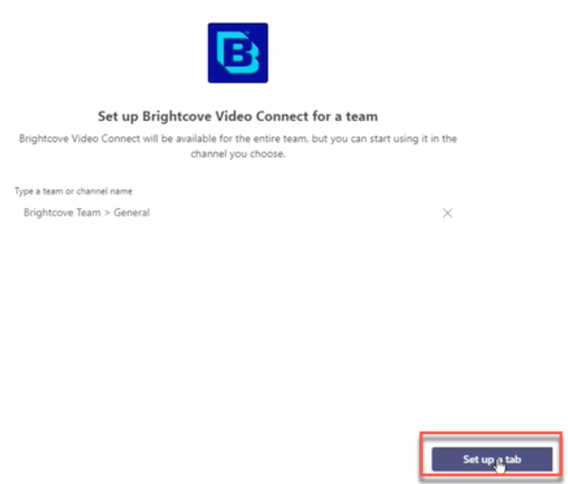 B
Set up Brightcove Video Connect for a team
Brightcove Video Connect will be available for the entire team, but you can start using it in the
channel you choose.
Type a team or channel name
Brightcove Team > General
Set up a tab